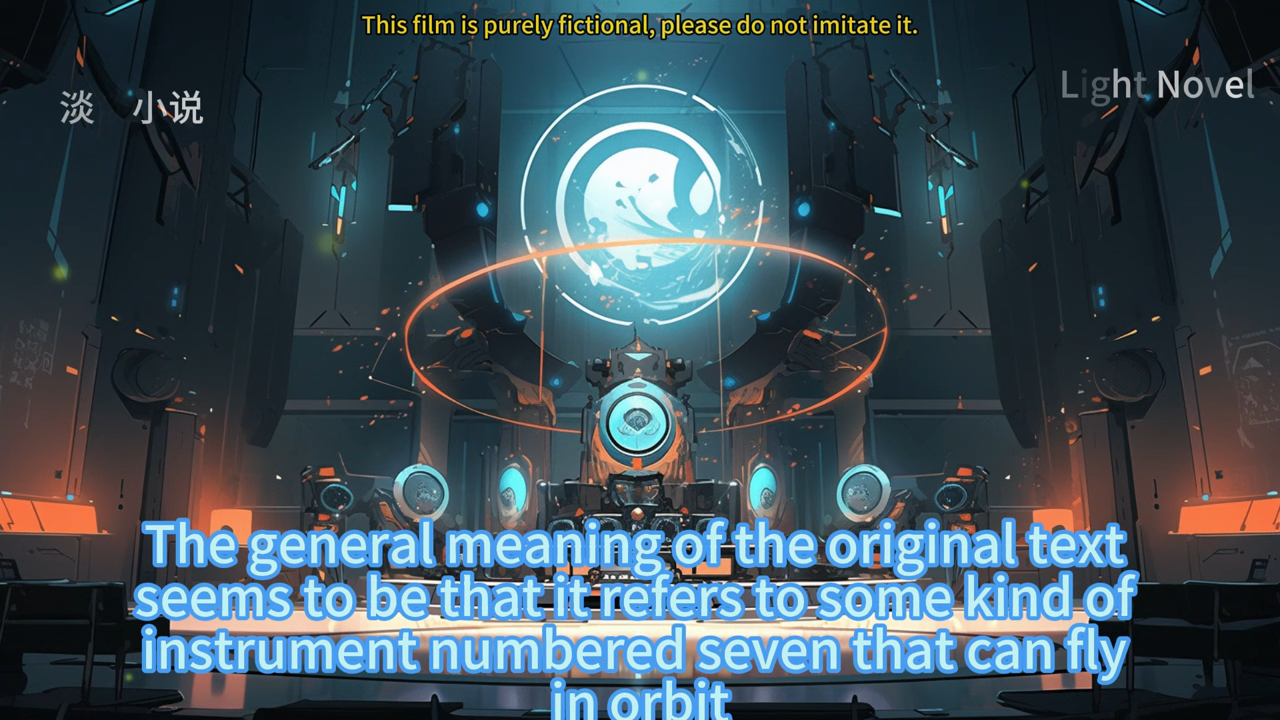 This film is purely fictional, please do not imitate it.
淡 小说
Light Novel
The general meaning of the original text
seems to be that it refers to some kind of
instrument numbered seven that can fly
in orbit